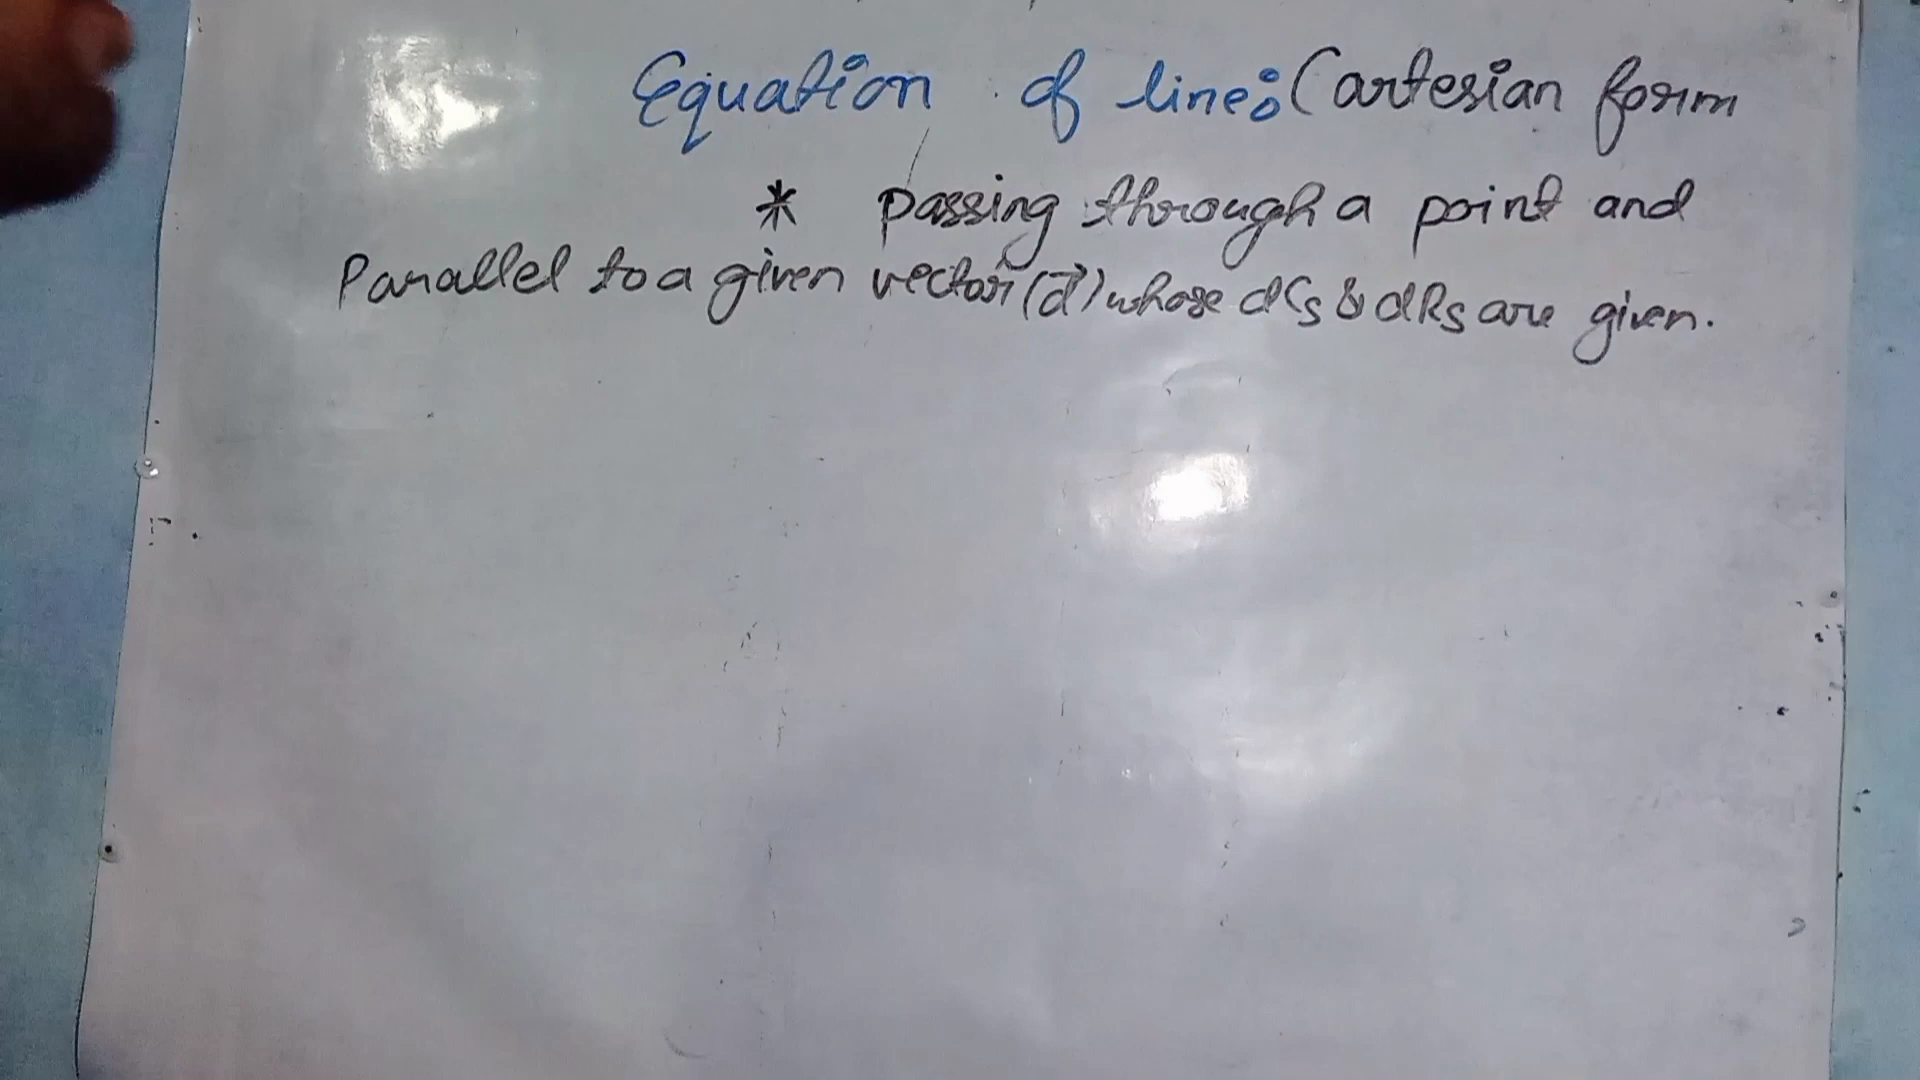 Equation of line: Cartesian form
* passing through a point and
Parallel to a given vector (d⃗) whose dCs & dRs are given.